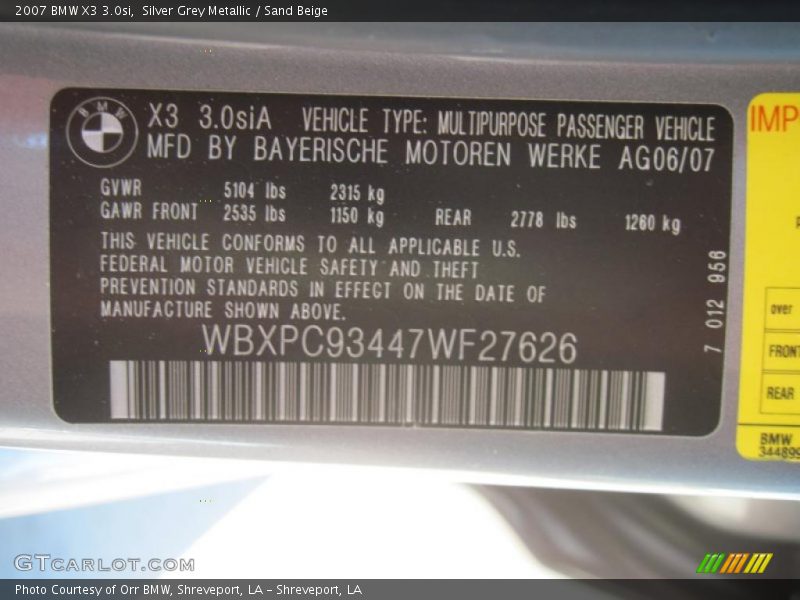 2007 BMW X3 3.0si,  Silver Grey Metallic / Sand Beige
BMW
X3  3.0siA  VEHICLE TYPE: MULTIPURPOSE PASSENGER VEHICLE
MFD BY BAYERISCHE MOTOREN WERKE AG06/07
GVWR 5104 lbs 2315 kg
GAWR FRONT 2535 lbs 1150 kg REAR 2778 lbs 1260 kg
THIS VEHICLE CONFORMS TO ALL APPLICABLE U.S.
FEDERAL MOTOR VEHICLE SAFETY AND THEFT
PREVENTION STANDARDS IN EFFECT ON THE DATE OF
MANUFACTURE SHOWN ABOVE.
WBXPC93447WF27626
7 012 956
IMP
over
FRONT
REAR
BMW
34489
GTCARLOT.COM
Photo Courtesy of Orr BMW, Shreveport, LA – Shreveport, LA